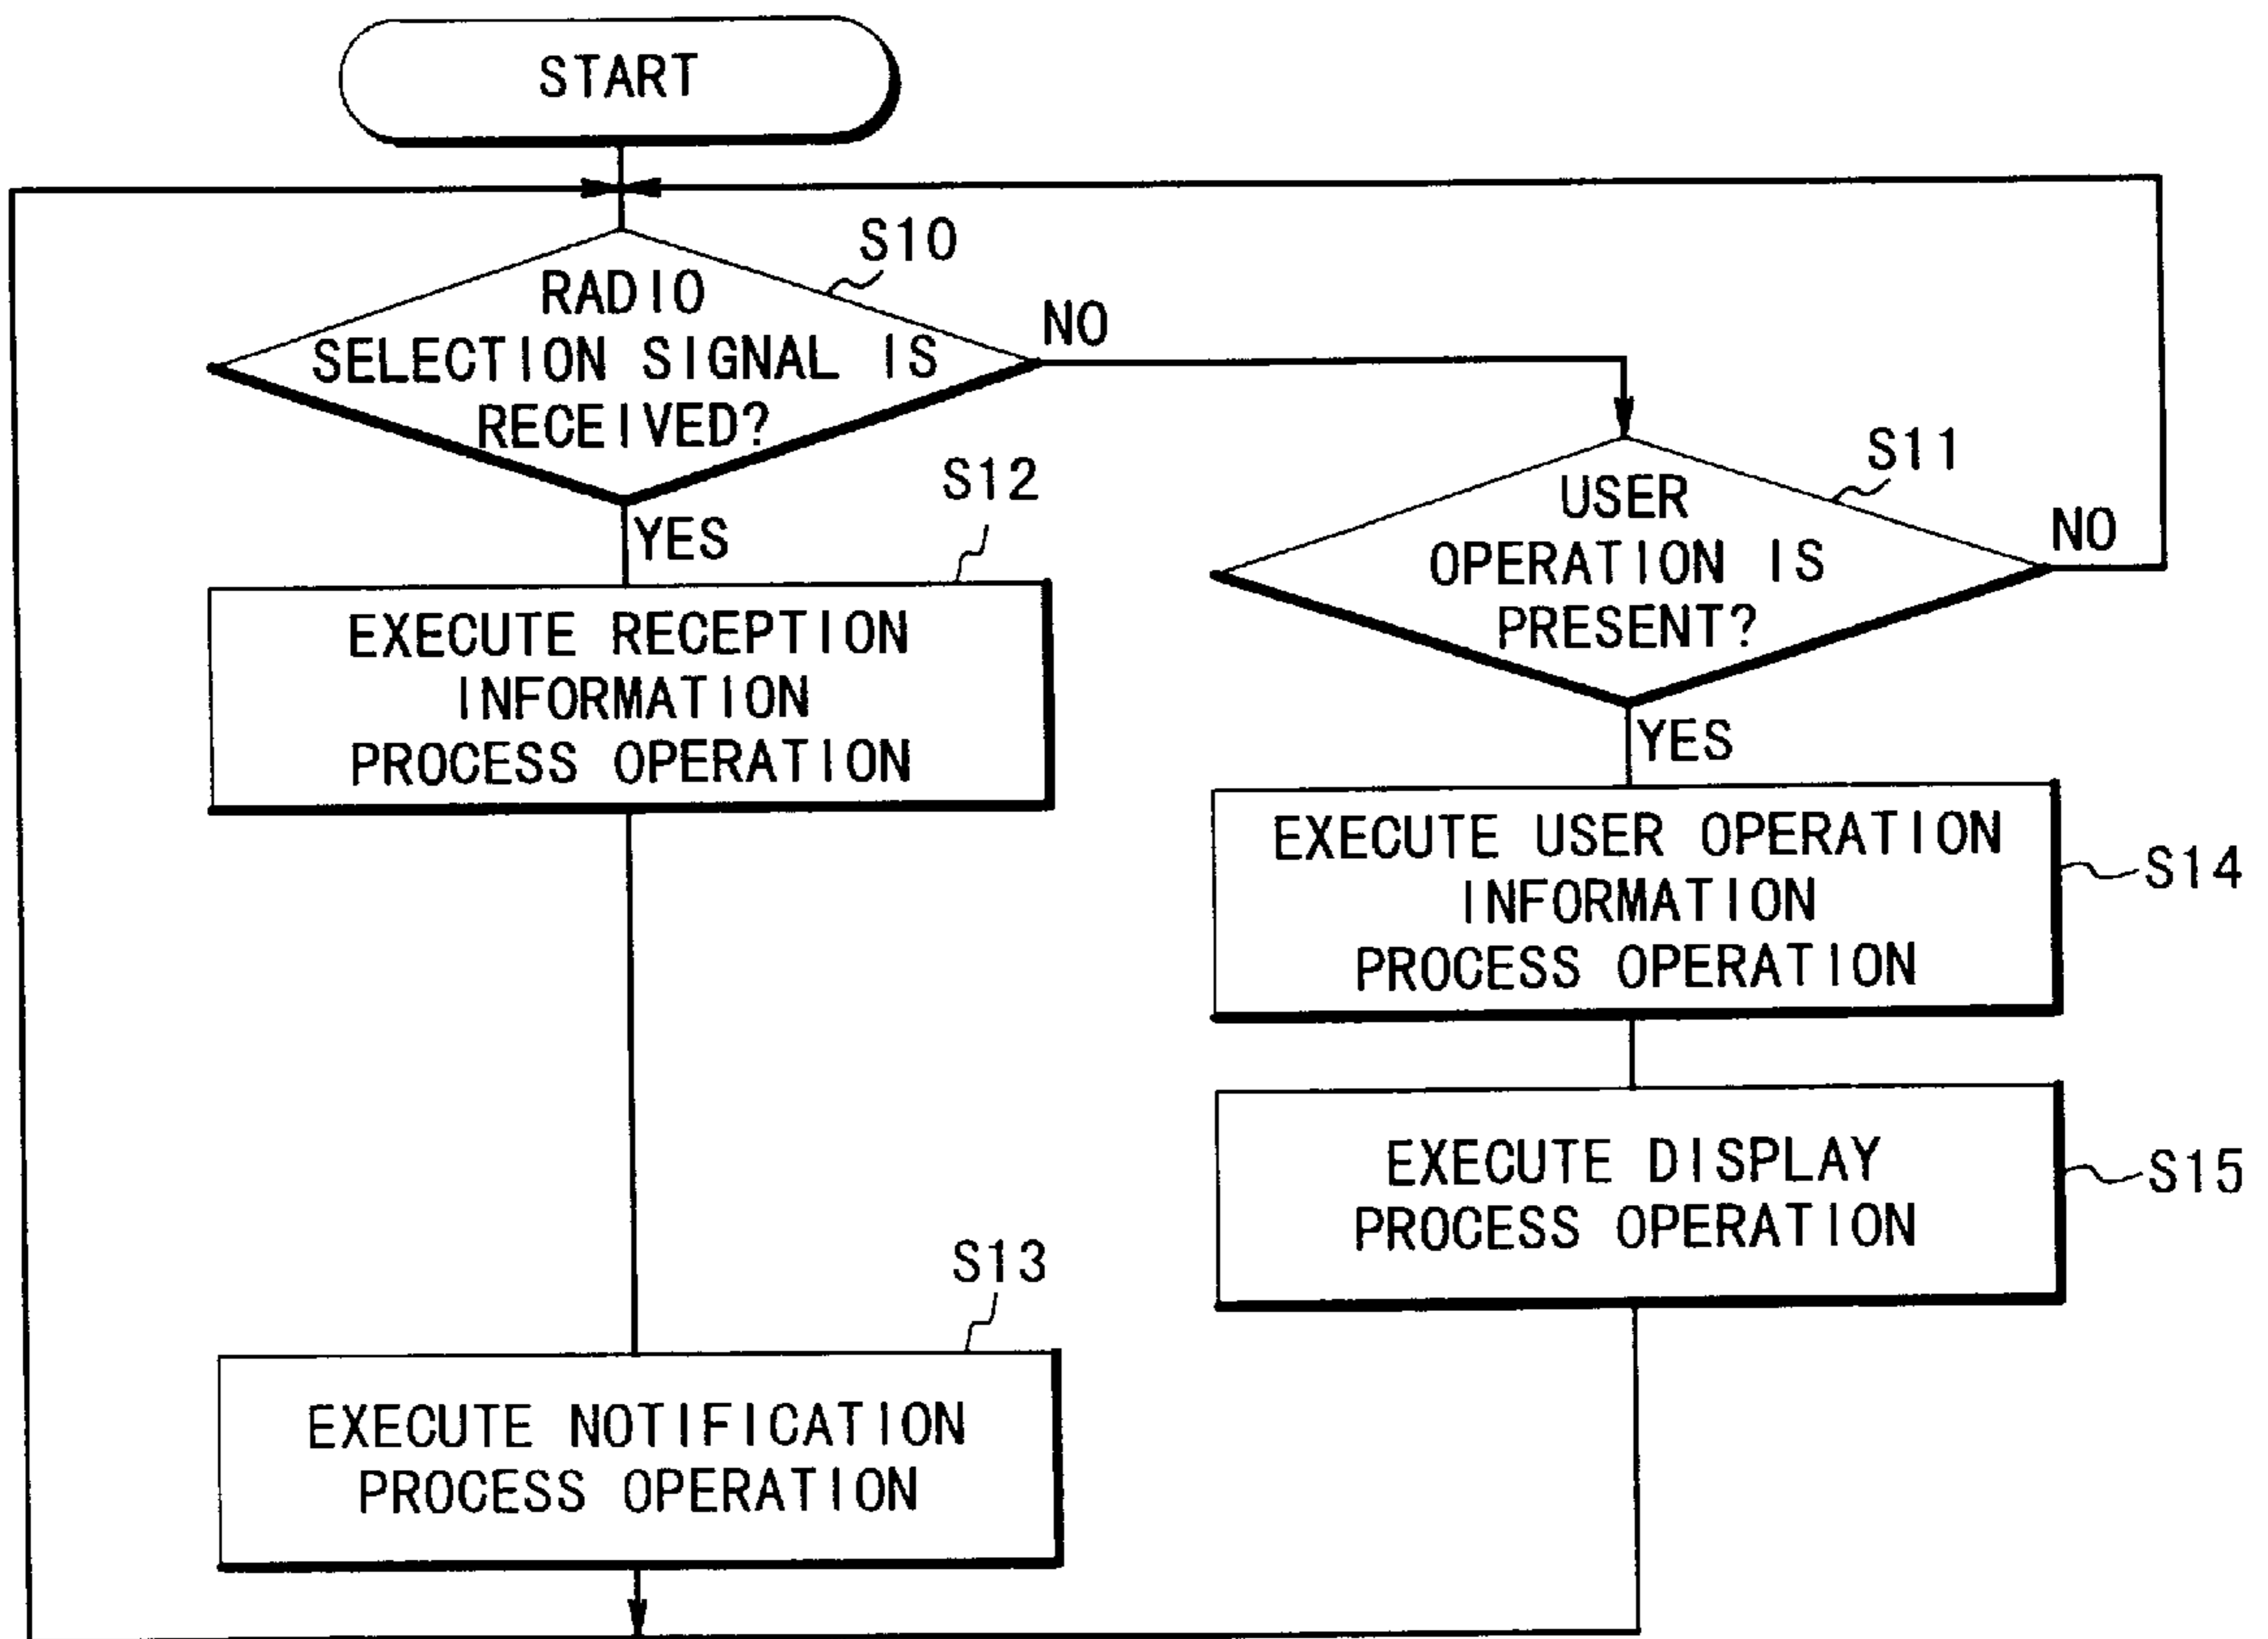 START
S10
RADIO
SELECTION SIGNAL IS
RECEIVED?
NO
YES
S11
USER
OPERATION IS
PRESENT?
NO
YES
S12
EXECUTE RECEPTION
INFORMATION
PROCESS OPERATION
EXECUTE USER OPERATION
INFORMATION
PROCESS OPERATION
S14
EXECUTE DISPLAY
PROCESS OPERATION
S15
S13
EXECUTE NOTIFICATION
PROCESS OPERATION